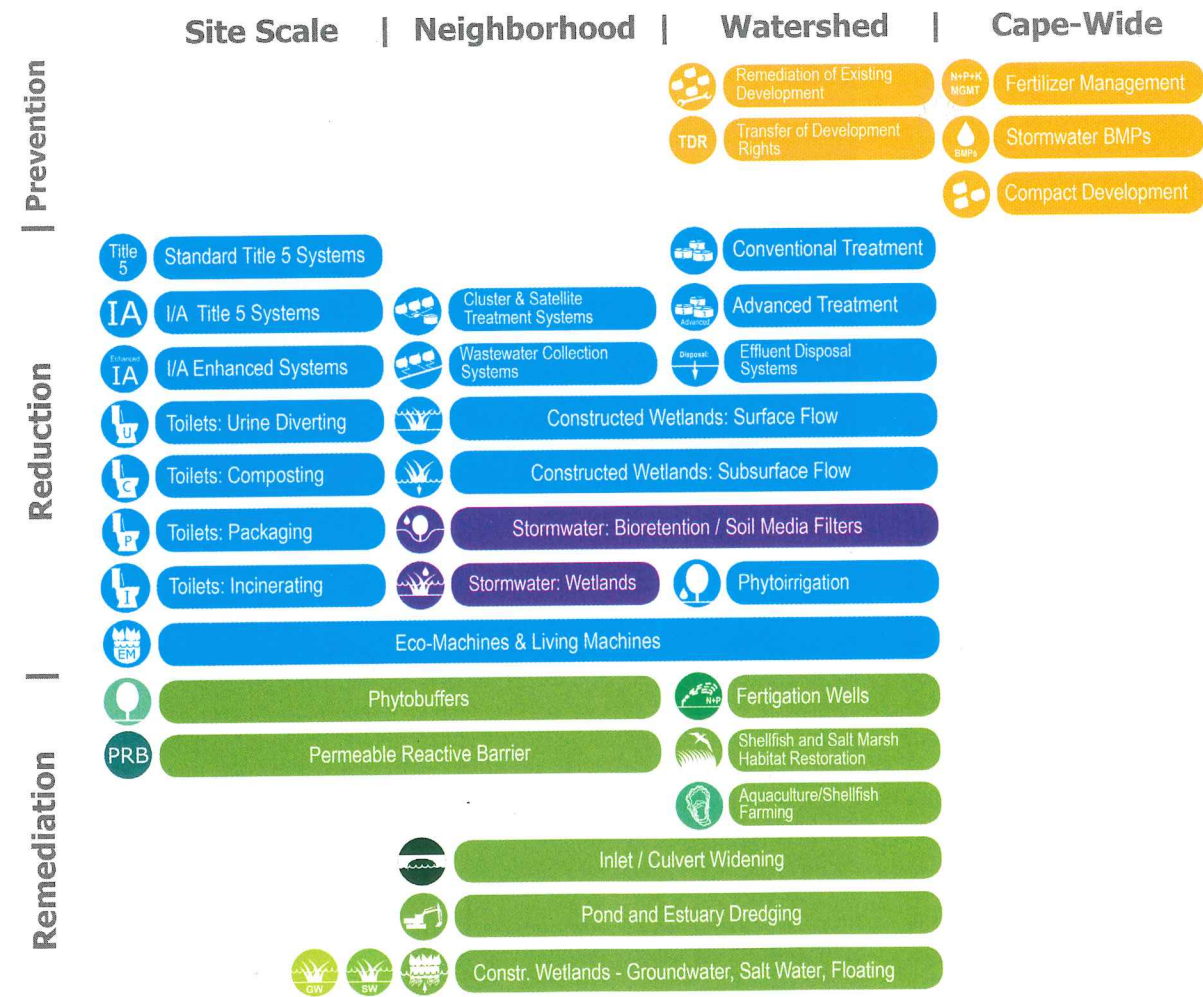 Site Scale | Neighborhood | Watershed | Cape-Wide
| Prevention
Remediation of Existing
Development
N+P+K
MGMT
Fertilizer Management
TDR
Transfer of Development
Rights
BMPs
Stormwater BMPs
Compact Development
Reduction
Title
5
Standard Title 5 Systems
Conventional Treatment
IA
I/A Title 5 Systems
Cluster & Satellite
Treatment Systems
Advanced
Advanced Treatment
Enhanced
IA
I/A Enhanced Systems
Wastewater Collection
Systems
Disposal:
Effluent Disposal
Systems
U
Toilets: Urine Diverting
Constructed Wetlands: Surface Flow
C
Toilets: Composting
Constructed Wetlands: Subsurface Flow
P
Toilets: Packaging
Stormwater: Bioretention / Soil Media Filters
I
Toilets: Incinerating
Stormwater: Wetlands
Phytoirrigation
EM
Eco-Machines & Living Machines
Remediation |
Phytobuffers
N+P
Fertigation Wells
PRB
Permeable Reactive Barrier
Shellfish and Salt Marsh
Habitat Restoration
Aquaculture/Shellfish
Farming
Inlet / Culvert Widening
Pond and Estuary Dredging
GW
SW
Constr. Wetlands - Groundwater, Salt Water, Floating